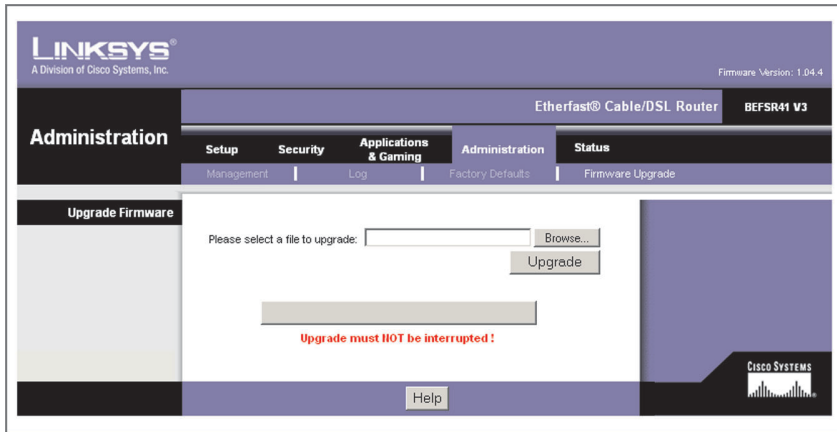 LINKSYS®
A Division of Cisco Systems, Inc.
Firmware Version: 1.04.4
Etherfast® Cable/DSL Router
BEFSR41 V3
Administration
Setup
Security
Applications
& Gaming
Administration
Status
Management
Log
Factory Defaults
Firmware Upgrade
Upgrade Firmware
Please select a file to upgrade:
Browse...
Upgrade
Upgrade must NOT be interrupted !
CISCO SYSTEMS
Help